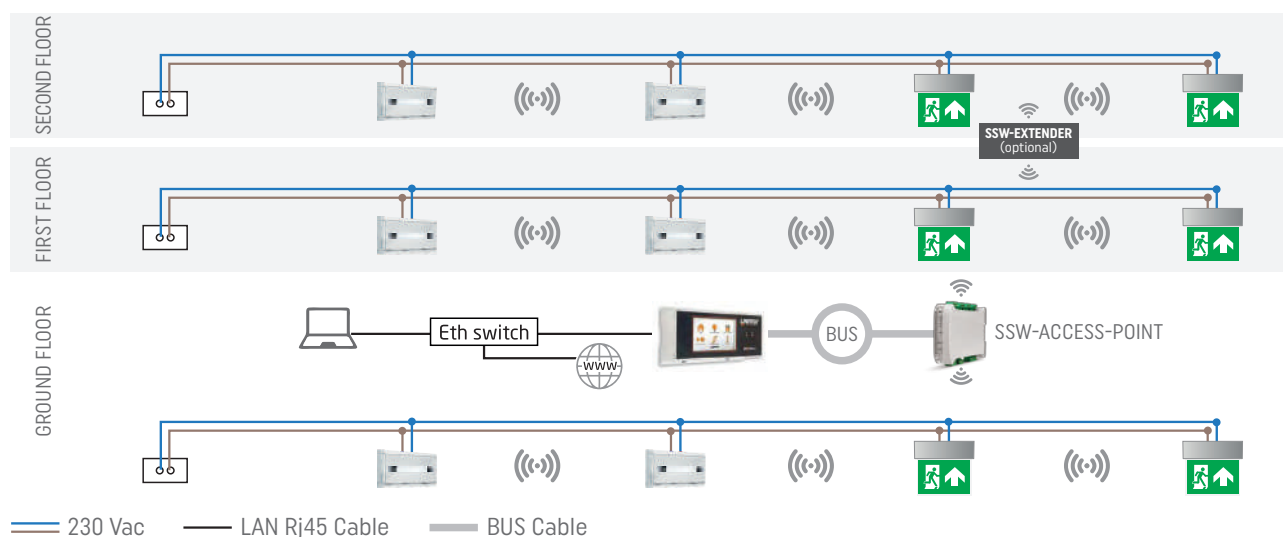 SECOND FLOOR
SSW-EXTENDER
(optional)
FIRST FLOOR
GROUND FLOOR
Eth switch
www
BUS
SSW-ACCESS-POINT
230 Vac
LAN Rj45 Cable
BUS Cable